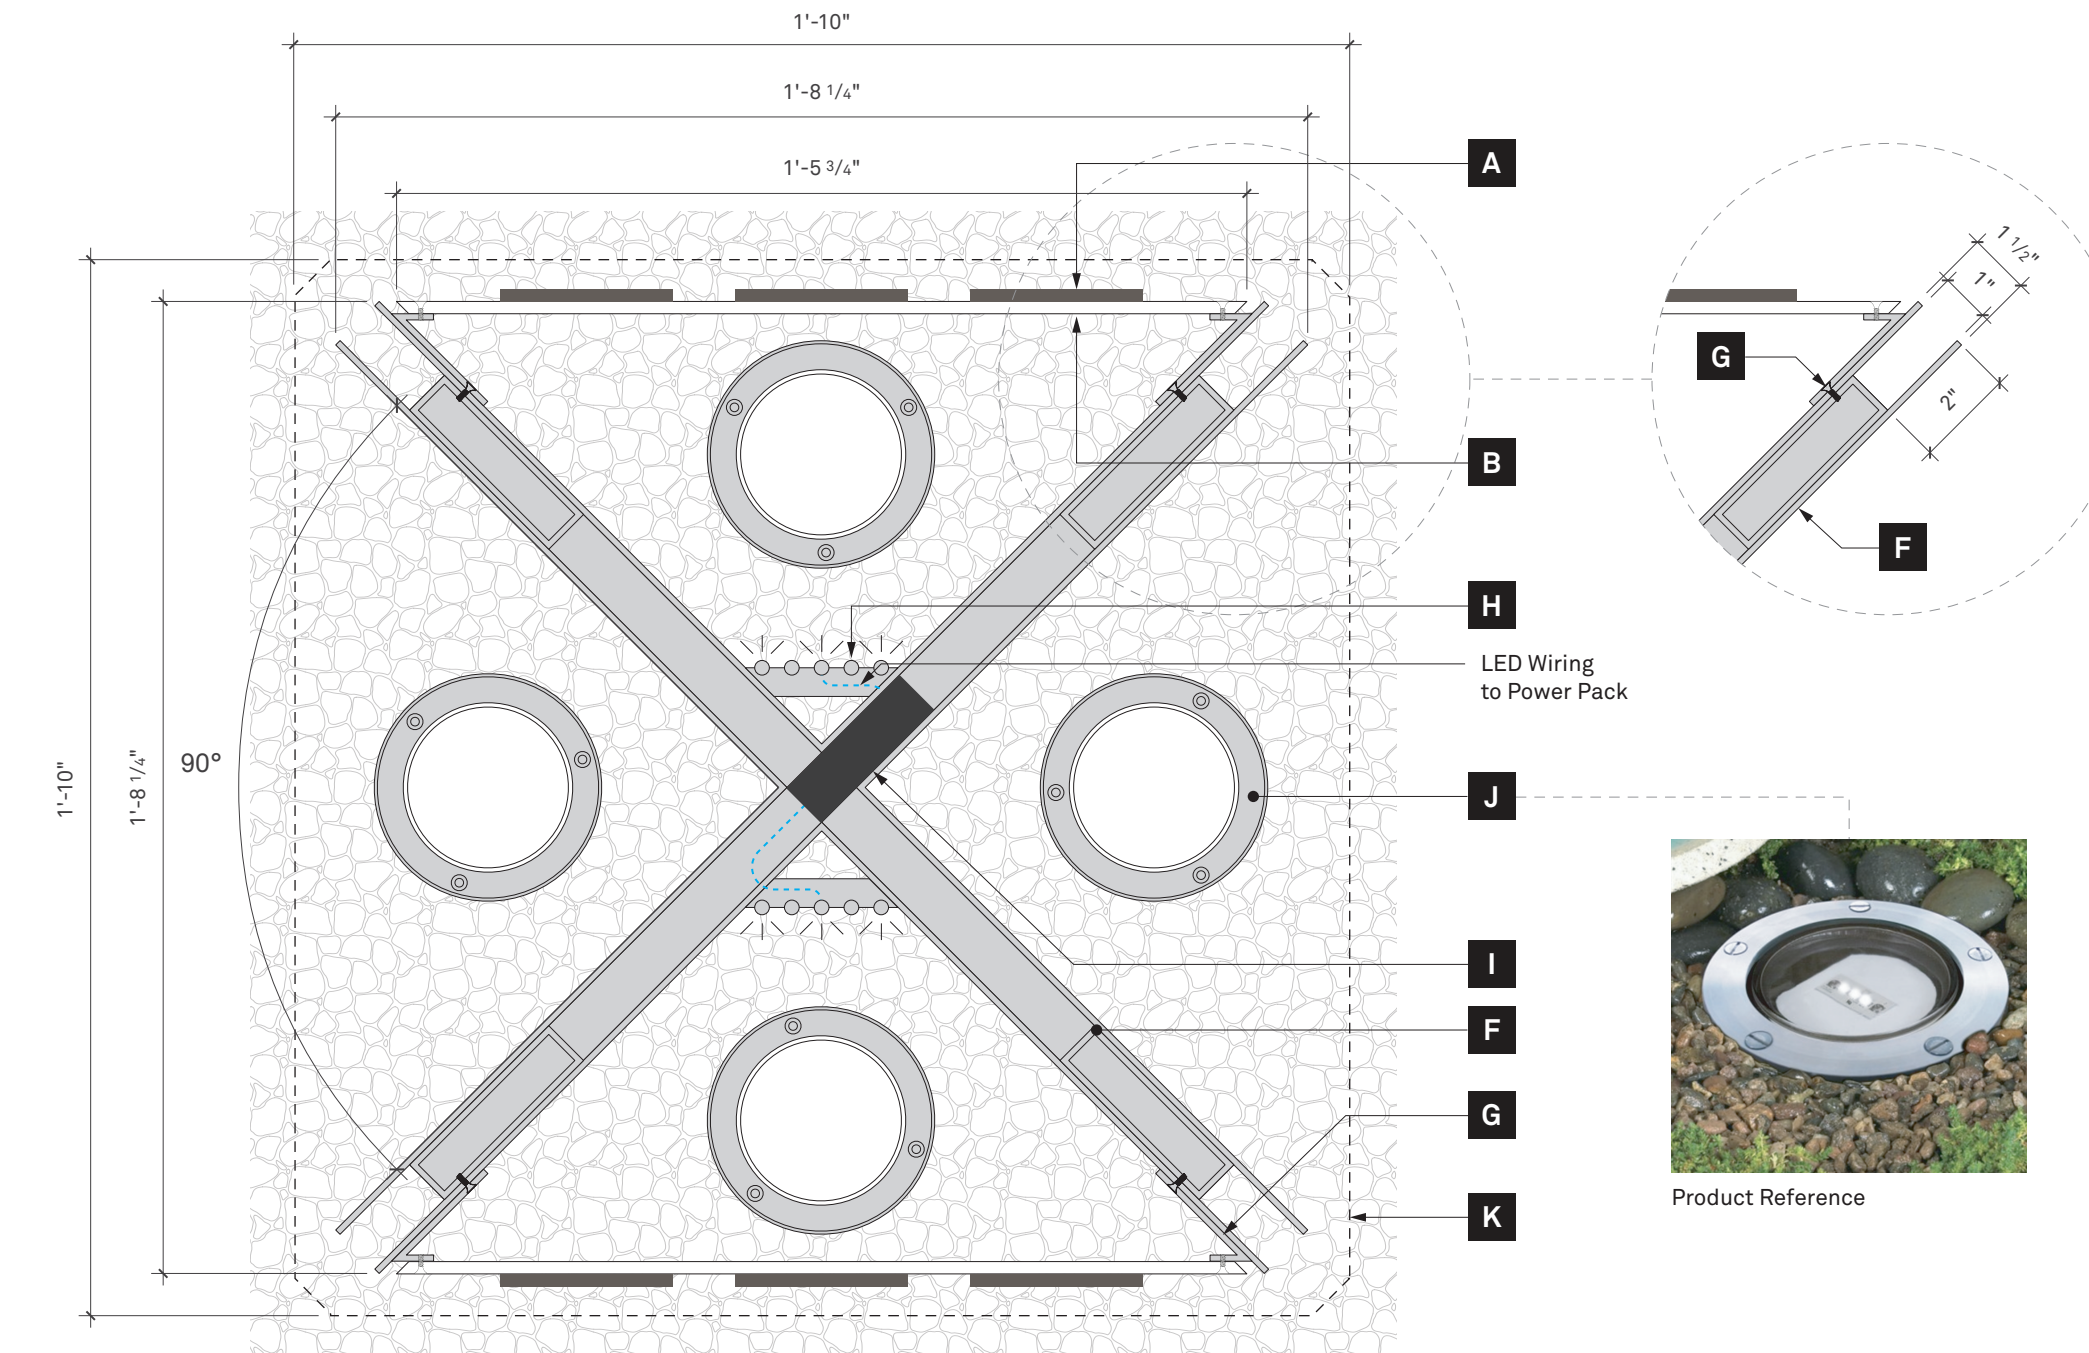 1'-10"
1'-8 1/4"
1'-5 3/4"
A
1 1/2"
1"
G
2"
B
F
H
LED Wiring
to Power Pack
90°
1'-8 1/4"
1'-10"
J
I
F
G
Product Reference
K